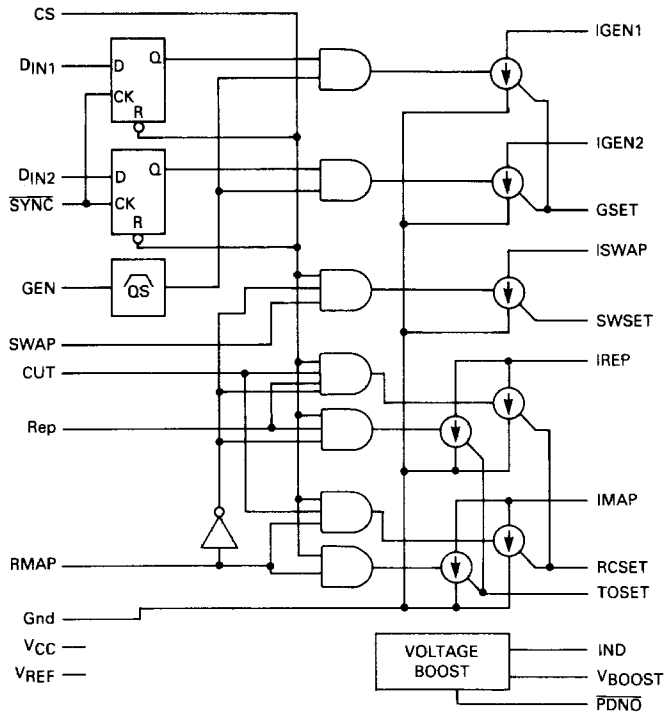 CS
IGEN1
DIN1
D
Q
CK
R
IGEN2
DIN2
D
Q
SYNC
CK
R
GSET
ISWAP
GEN
QS
SWAP
SWSET
CUT
IREP
Rep
IMAP
RMAP
RCSET
TOSET
Gnd
VCC
VREF
VOLTAGE
BOOST
IND
VBOOST
PDNO